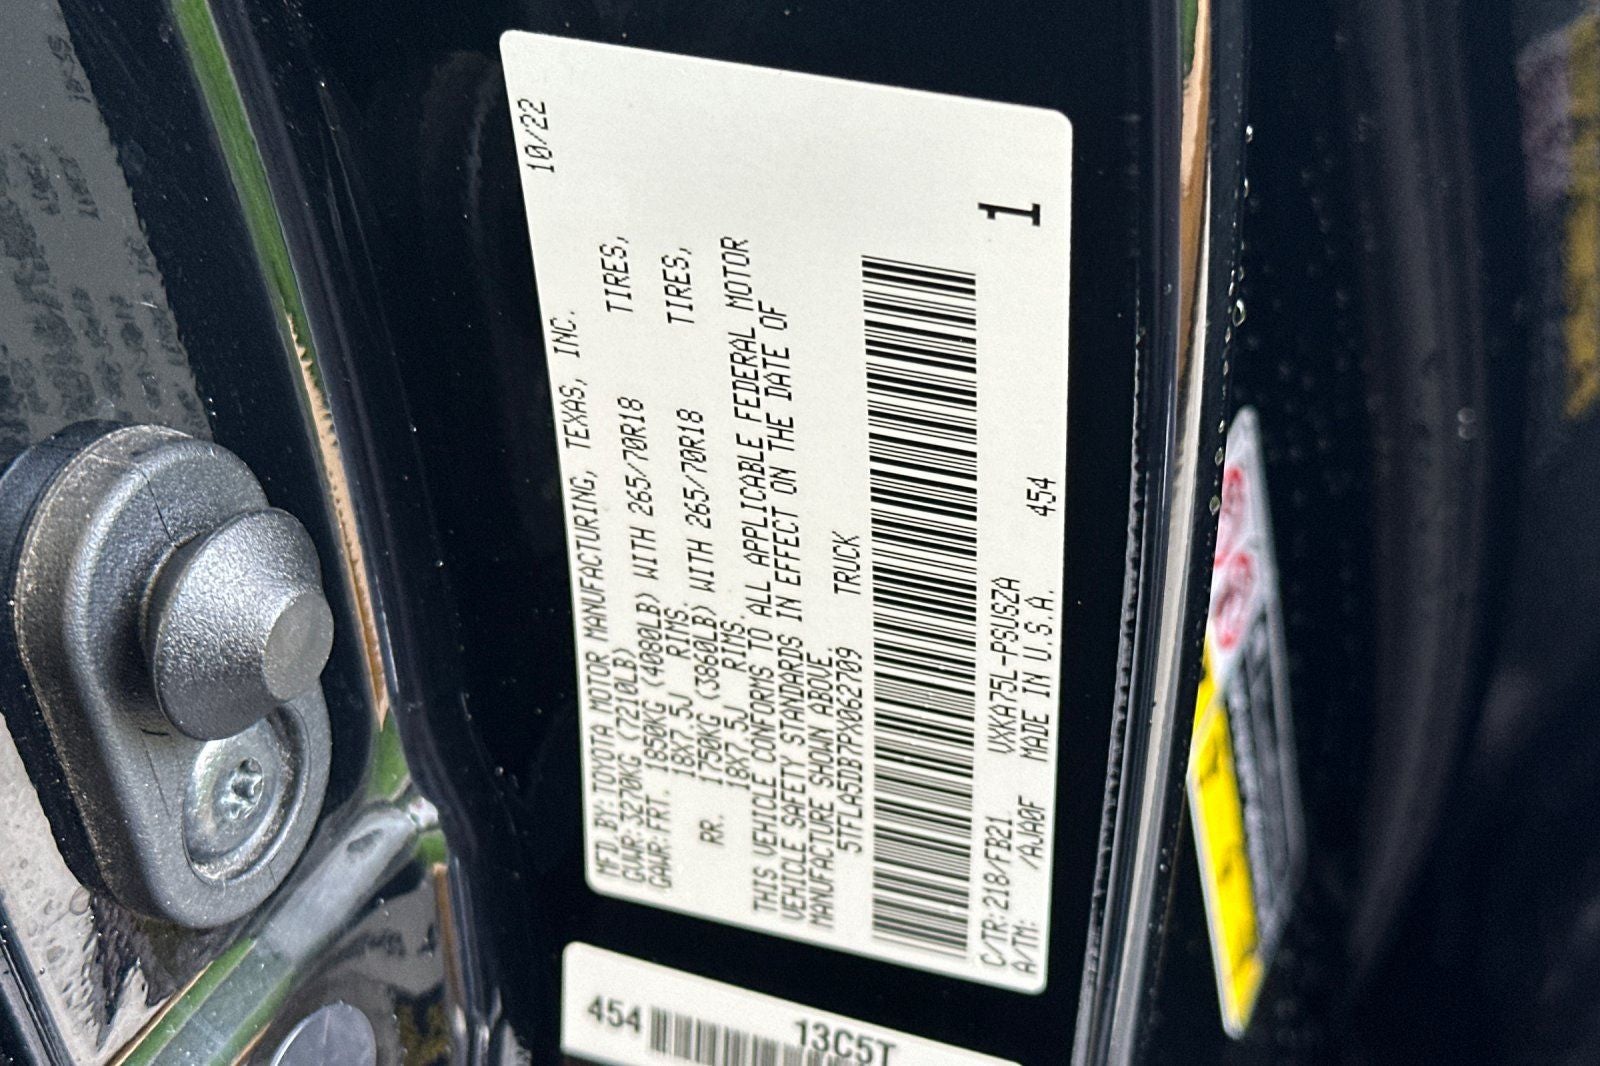 MFD BY:TOYOTA MOTOR MANUFACTURING, TEXAS, INC. 10/22
GVWR:3270KG (7210LB)
GAWR:FRT. 1850KG (4080LB) WITH 265/70R18 TIRES,
18X7.5J RIMS.
RR. 1750KG (3860LB) WITH 265/70R18 TIRES,
18X7.5J RIMS.
THIS VEHICLE CONFORMS TO ALL APPLICABLE FEDERAL MOTOR
VEHICLE SAFETY STANDARDS IN EFFECT ON THE DATE OF
MANUFACTURE SHOWN ABOVE.
5TFLA5DB7PX062709 TRUCK
C/TR:218/FB21 VXKA75L-PSUSZA 1
A/TM: /AJA0F MADE IN U.S.A. 454
454
13C5T